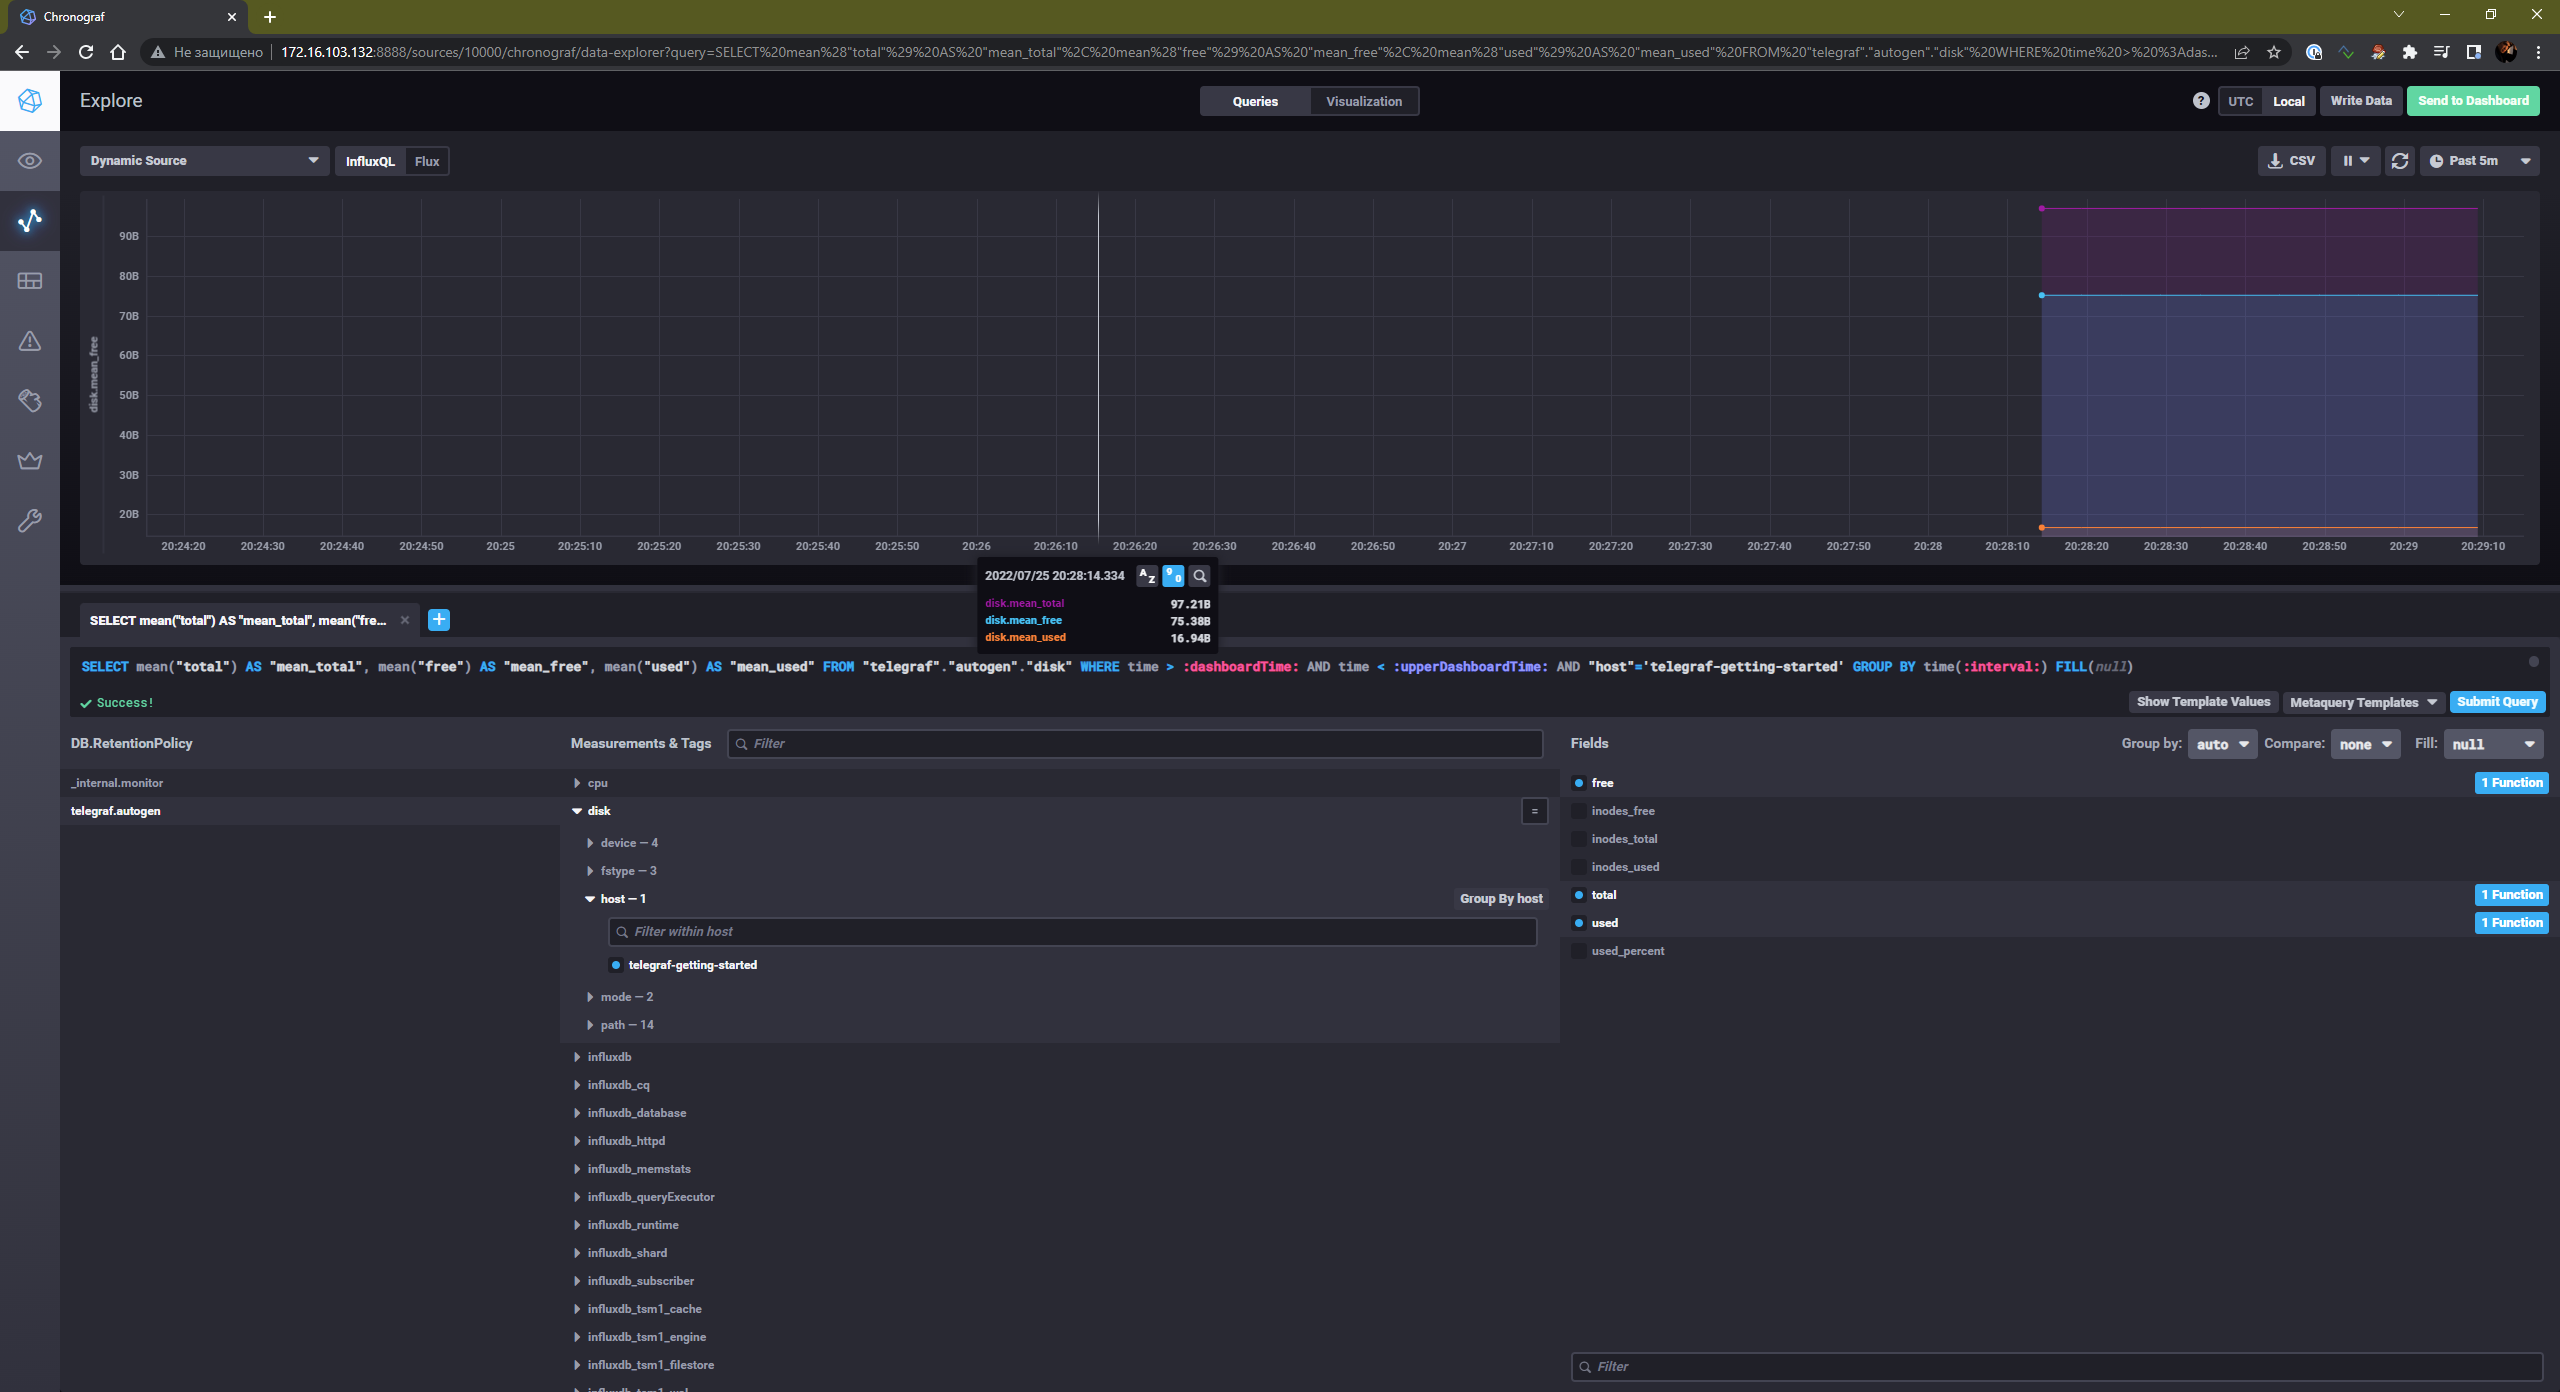 Chronograf
Не защищено 172.16.103.132:8888/sources/10000/chronograf/data-explorer?query=SELECT%20mean%28"total"%29%20AS%20"mean_total"%2C%20mean%28"free"%29%20AS%20"mean_free"%2C%20mean%28"used"%29%20AS%20"mean_used"%20FROM%20"telegraf"."autogen"."disk"%20WHERE%20time%20>%20%3Adas...
Explore
Queries Visualization
? UTC Local Write Data Send to Dashboard
Dynamic Source InfluxQL Flux
CSV Past 5m
disk.mean_free
90B
80B
70B
60B
50B
40B
30B
20B
20:24:20 20:24:30 20:24:40 20:24:50 20:25 20:25:10 20:25:20 20:25:30 20:25:40 20:25:50 20:26 20:26:10 20:26:20 20:26:30 20:26:40 20:26:50 20:27 20:27:10 20:27:20 20:27:30 20:27:40 20:27:50 20:28 20:28:10 20:28:20 20:28:30 20:28:40 20:28:50 20:29 20:29:10
2022/07/25 20:28:14.334 AZ 90
disk.mean_total 97.21B
disk.mean_free 75.38B
disk.mean_used 16.94B
SELECT mean("total") AS "mean_total", mean("fre...
SELECT mean("total") AS "mean_total", mean("free") AS "mean_free", mean("used") AS "mean_used" FROM "telegraf"."autogen"."disk" WHERE time > :dashboardTime: AND time < :upperDashboardTime: AND "host"='telegraf-getting-started' GROUP BY time(:interval:) FILL(null)
Success!
Show Template Values Metaquery Templates Submit Query
DB.RetentionPolicy
_internal.monitor
telegraf.autogen
Measurements & Tags Filter
cpu
disk =
device — 4
fstype — 3
host — 1 Group By host
Filter within host
telegraf-getting-started
mode — 2
path — 14
influxdb
influxdb_cq
influxdb_database
influxdb_httpd
influxdb_memstats
influxdb_queryExecutor
influxdb_runtime
influxdb_shard
influxdb_subscriber
influxdb_tsm1_cache
influxdb_tsm1_engine
influxdb_tsm1_filestore
Fields Group by: auto Compare: none Fill: null
free 1 Function
inodes_free
inodes_total
inodes_used
total 1 Function
used 1 Function
used_percent
Filter